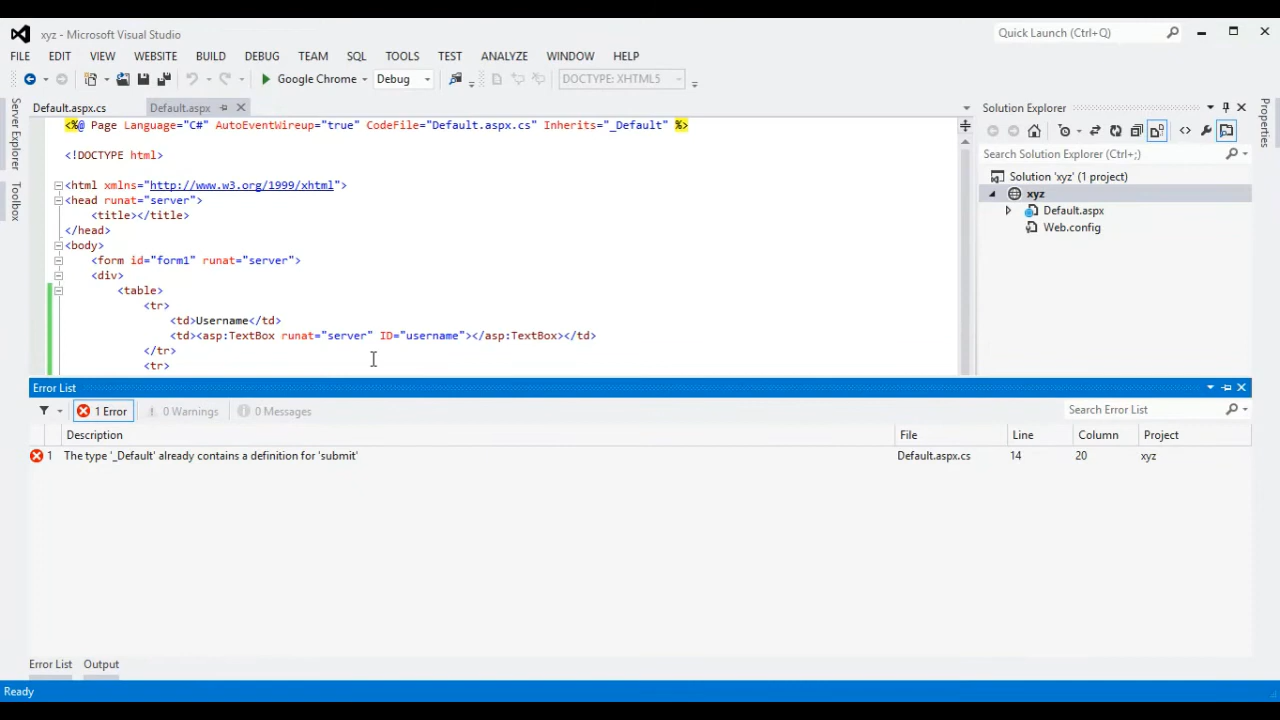 xyz - Microsoft Visual Studio
Quick Launch (Ctrl+Q)
FILE EDIT VIEW WEBSITE BUILD DEBUG TEAM SQL TOOLS TEST ANALYZE WINDOW HELP
Google Chrome Debug DOCTYPE: XHTML5
Server Explorer
Toolbox
Default.aspx.cs Default.aspx
<%@ Page Language="C#" AutoEventWireup="true" CodeFile="Default.aspx.cs" Inherits="_Default" %>
<!DOCTYPE html>
<html xmlns="http://www.w3.org/1999/xhtml">
<head runat="server">
<title></title>
</head>
<body>
<form id="form1" runat="server">
<div>
<table>
<tr>
<td>Username</td>
<td><asp:TextBox runat="server" ID="username"></asp:TextBox></td>
</tr>
<tr>
Solution Explorer
Search Solution Explorer (Ctrl+;)
Solution 'xyz' (1 project)
xyz
Default.aspx
Web.config
Properties
Error List
1 Error 0 Warnings 0 Messages
Search Error List
Description File Line Column Project
1 The type '_Default' already contains a definition for 'submit' Default.aspx.cs 14 20 xyz
Error List Output
Ready